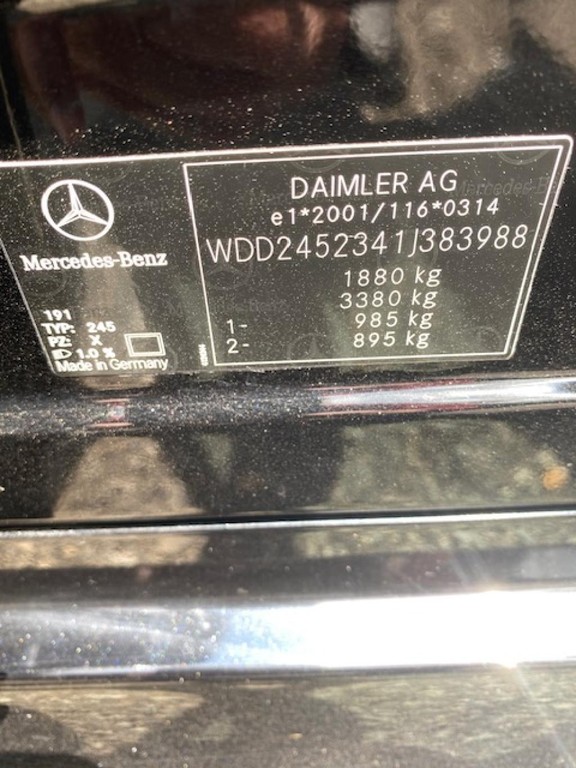 Mercedes-Benz
191
TYP: 245
PZ: X
1.0 %
Made in Germany
DAIMLER AG
e1*2001/116*0314
WDD2452341J383988
1880 kg
3380 kg
1- 985 kg
2- 895 kg